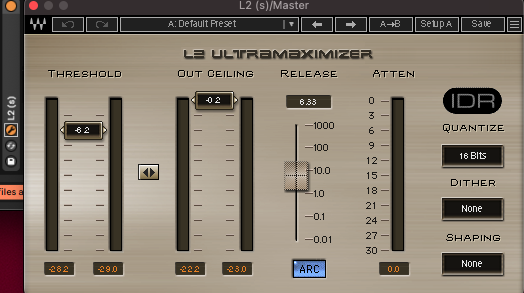 L2 (s)/Master
A: Default Preset
A→B
Setup A
Save
L2 ULTRAMAXIMIZER
THRESHOLD
OUT CEILING
RELEASE
ATTEN
-6.2
-0.2
6.33
1000
100
10.0
1.0
0.1
0.01
0
3
6
9
12
15
18
21
24
27
30
IDR
QUANTIZE
16 Bits
DITHER
None
SHAPING
None
-28.2
-29.0
-22.2
-23.0
ARC
0.0
L2 (s)
files a